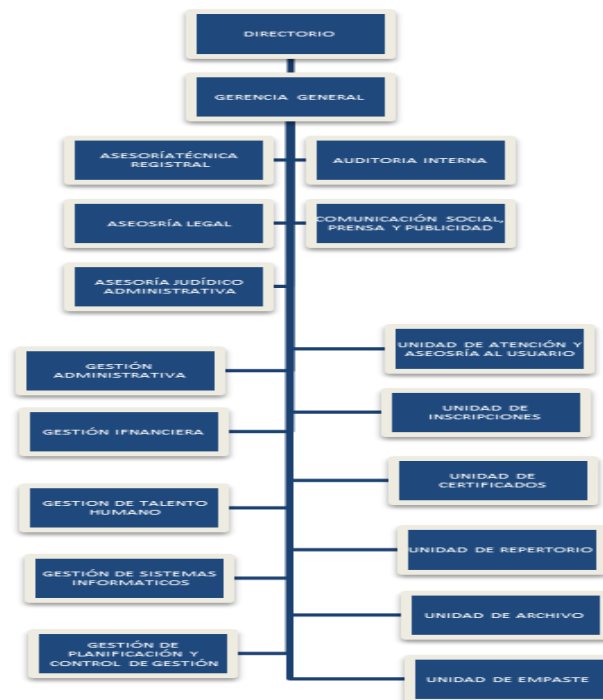 DIRECTORIO
GERENCIA GENERAL
ASESORÍATÉCNICA
REGISTRAL
AUDITORIA INTERNA
ASEOSRÍA LEGAL
COMUNICACIÓN SOCIAL,
PRENSA Y PUBLICIDAD
ASESORÍA JUDÍDICO
ADMINISTRATIVA
UNIDAD DE ATENCIÓN Y
ASEOSRÍA AL USUARIO
GESTIÓN
ADMINISTRATIVA
UNIDAD DE
INSCRIPCIONES
GESTIÓN IFNANCIERA
UNIDAD DE
CERTIFICADOS
GESTION DE TALENTO
HUMANO
UNIDAD DE REPERTORIO
GESTIÓN DE SISTEMAS
INFORMATICOS
UNIDAD DE ARCHIVO
GESTIÓN DE
PLANIFICACIÓN Y
CONTROL DE GESTIÓN
UNIDAD DE EMPASTE